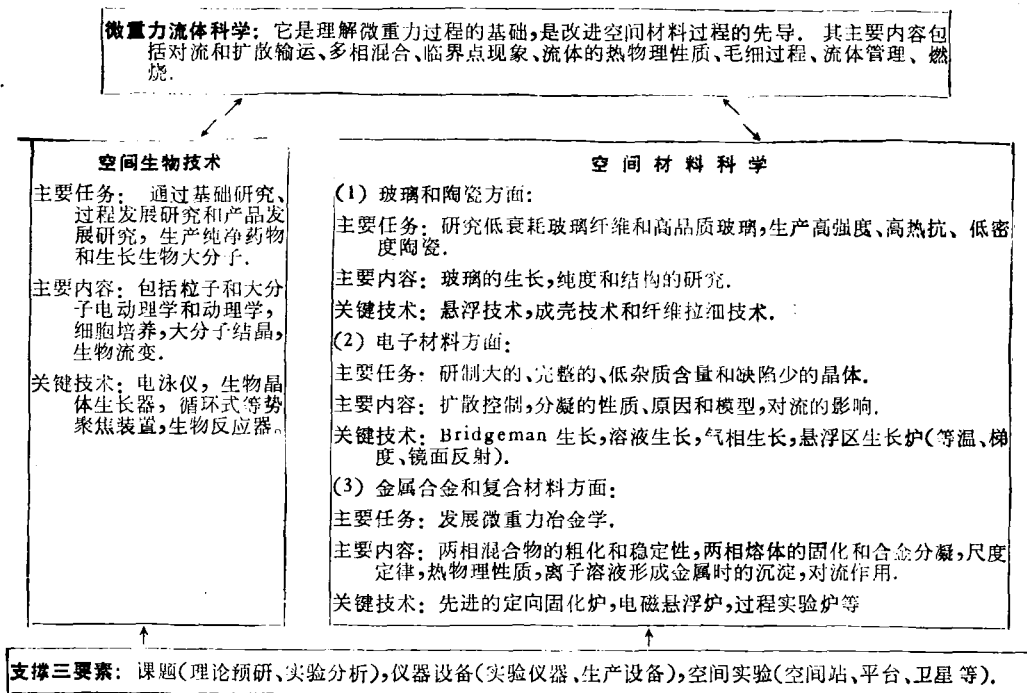 微重力流体科学：它是理解微重力过程的基础，是改进空间材料过程的先导．其主要内容包
括对流和扩散输运、多相混合、临界点现象、流体的热物理性质、毛细过程、流体管理、燃
烧．
空间生物技术
主要任务：通过基础研究、
过程发展研究和产品发
展研究，生产纯净药物
和生长生物大分子．
主要内容：包括粒子和大分
子电动理学和动理学，
细胞培养，大分子结晶，
生物流变．
关键技术：电泳仪，生物晶
体生长器，循环式等势
聚焦装置，生物反应器。
空间材料科学
(1) 玻璃和陶瓷方面：
主要任务：研究低衰耗玻璃纤维和高品质玻璃，生产高强度、高热抗、低密
度陶瓷．
主要内容：玻璃的生长，纯度和结构的研究．
关键技术：悬浮技术，成壳技术和纤维拉细技术．
(2) 电子材料方面：
主要任务：研制大的、完整的、低杂质含量和缺陷少的晶体．
主要内容：扩散控制，分凝的性质、原因和模型，对流的影响．
关键技术：Bridgeman 生长，溶液生长，气相生长，悬浮区生长炉(等温、梯
度、镜面反射)．
(3) 金属合金和复合材料方面：
主要任务：发展微重力冶金学．
主要内容：两相混合物的粗化和稳定性，两相熔体的固化和合金分凝，尺度
定律，热物理性质，离子溶液形成金属时的沉淀，对流作用．
关键技术：先进的定向固化炉，电磁悬浮炉，过程实验炉等
支撑三要素：课题(理论预研、实验分析)，仪器设备(实验仪器、生产设备)，空间实验(空间站、平台、卫星等)．